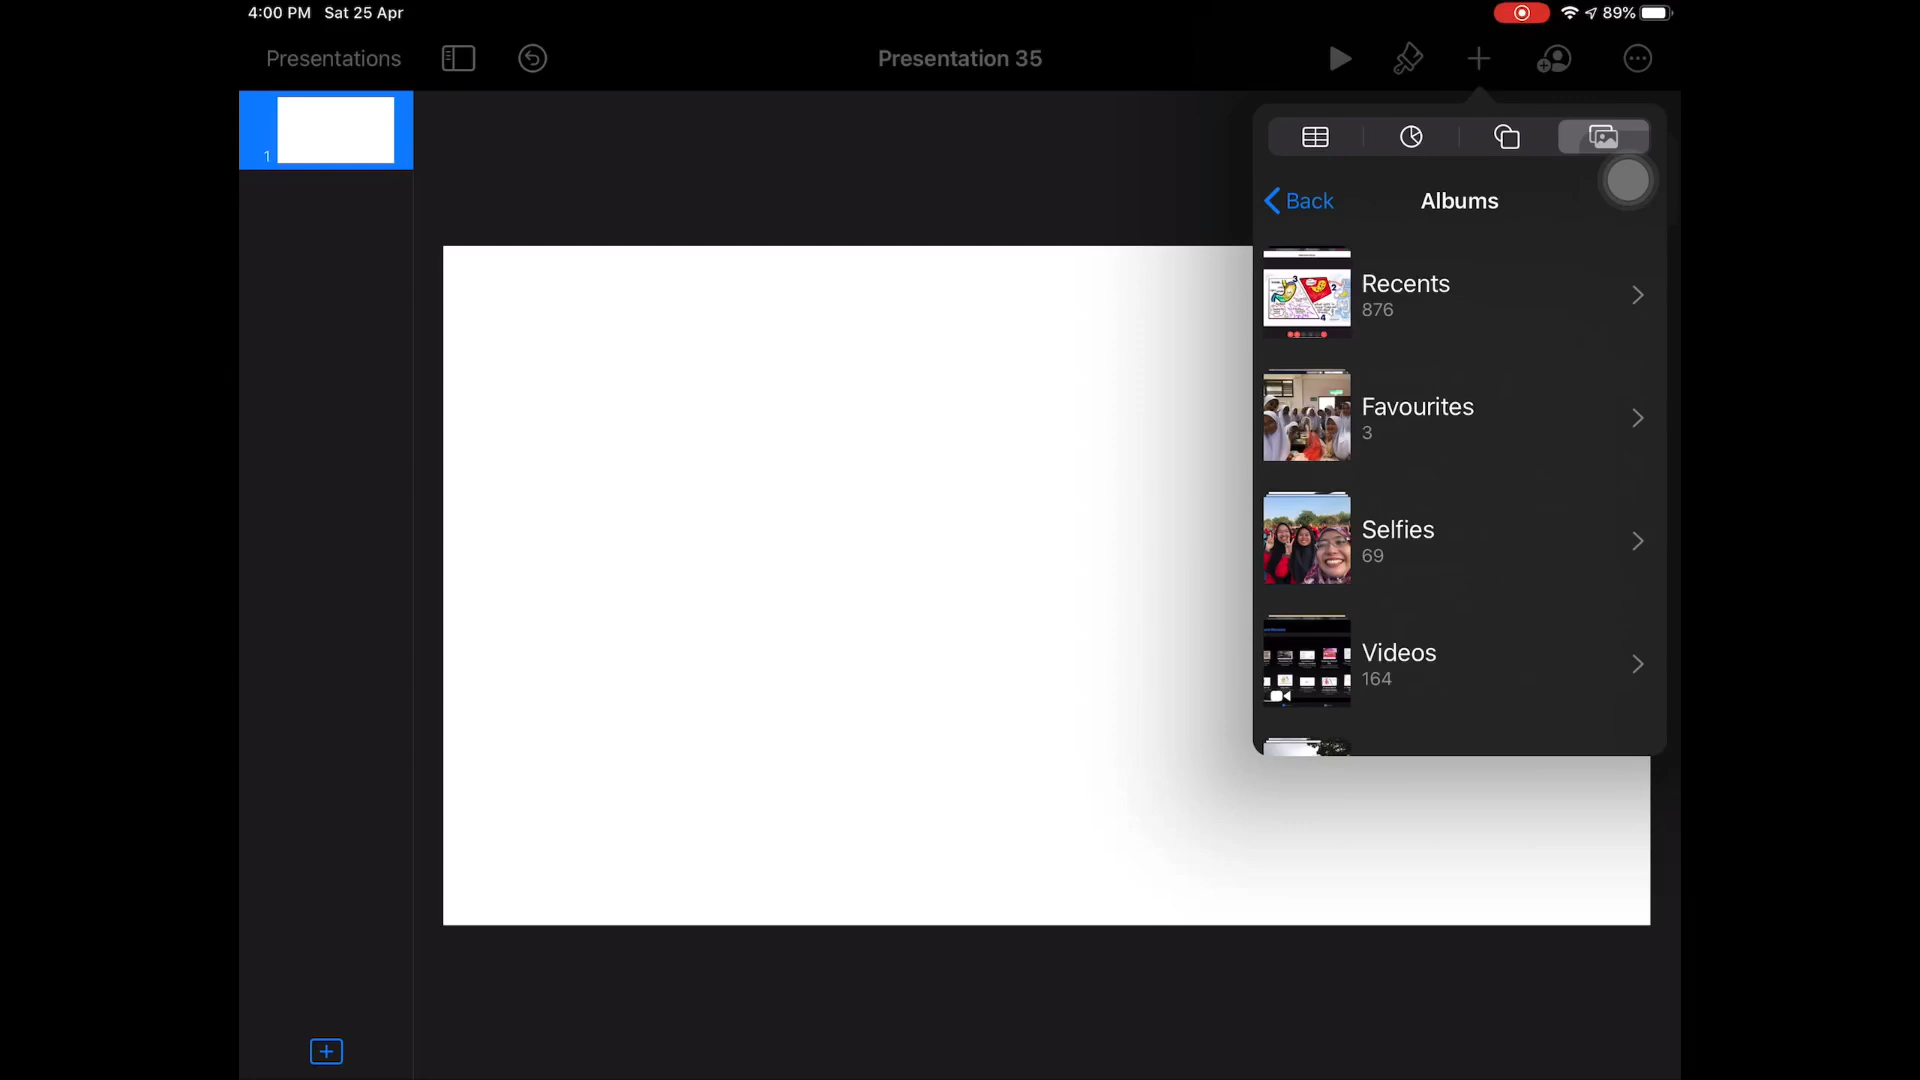 4:00 PM Sat 25 Apr
89%
Presentations
Presentation 35
1
Back
Albums
Recents
876
Favourites
3
Selfies
69
Videos
164